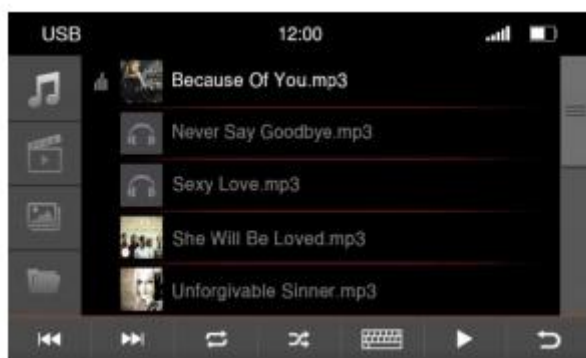 USB 12:00
Because Of You.mp3
Never Say Goodbye.mp3
Sexy Love.mp3
She Will Be Loved.mp3
Unforgivable Sinner.mp3